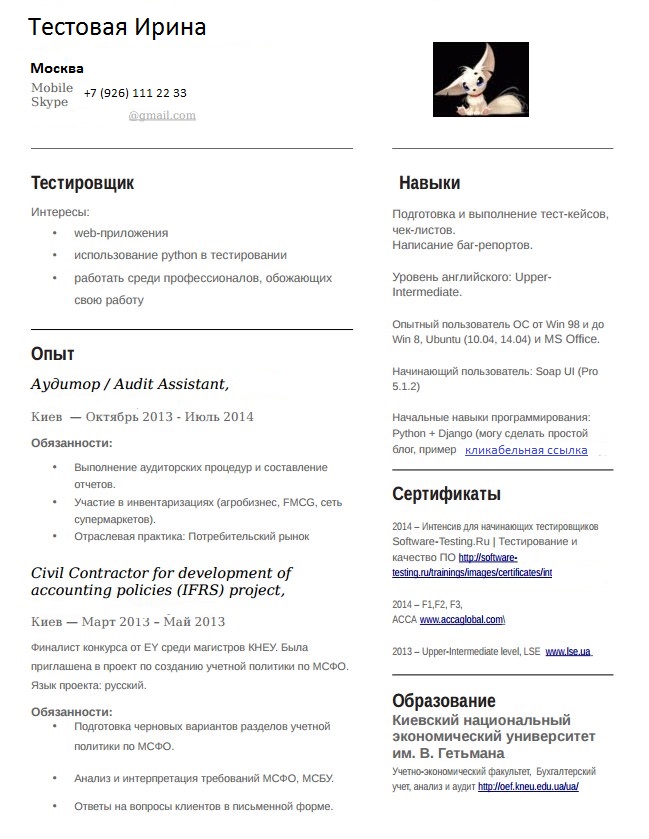 Тестовая Ирина
Москва
Mobile +7 (926) 111 22 33
Skype
@gmail.com
Тестировщик
Интересы:
• web-приложения
• использование python в тестировании
• работать среди профессионалов, обожающих
свою работу
Опыт
Аудитор / Audit Assistant,
Киев — Октябрь 2013 - Июль 2014
Обязанности:
• Выполнение аудиторских процедур и составление
отчетов.
• Участие в инвентаризациях (агробизнес, FMCG, сеть
супермаркетов).
• Отраслевая практика: Потребительский рынок
Civil Contractor for development of
accounting policies (IFRS) project,
Киев — Март 2013 – Май 2013
Финалист конкурса от EY среди магистров КНЕУ. Была
приглашена в проект по созданию учетной политики по МСФО.
Язык проекта: русский.
Обязанности:
• Подготовка черновых вариантов разделов учетной
политики по МСФО.
• Анализ и интерпретация требований МСФО, МСБУ.
• Ответы на вопросы клиентов в письменной форме.
Навыки
Подготовка и выполнение тест-кейсов,
чек-листов.
Написание баг-репортов.
Уровень английского: Upper-
Intermediate.
Опытный пользователь ОС от Win 98 и до
Win 8, Ubuntu (10.04, 14.04) и MS Office.
Начинающий пользователь: Soap UI (Pro
5.1.2)
Начальные навыки программирования:
Python + Django (могу сделать простой
блог, пример кликабельная ссылка
Сертификаты
2014 – Интенсив для начинающих тестировщиков
Software-Testing.Ru | Тестирование и
качество ПО http://software-
testing.ru/trainings/images/certificates/int
2014 – F1,F2, F3,
ACCA www.accaglobal.com\
2013 – Upper-Intermediate level, LSE www.lse.ua
Образование
Киевский национальный
экономический университет
им. В. Гетьмана
Учетно-экономический факультет, Бухгалтерский
учет, анализ и аудит http://oef.kneu.edu.ua/ua/